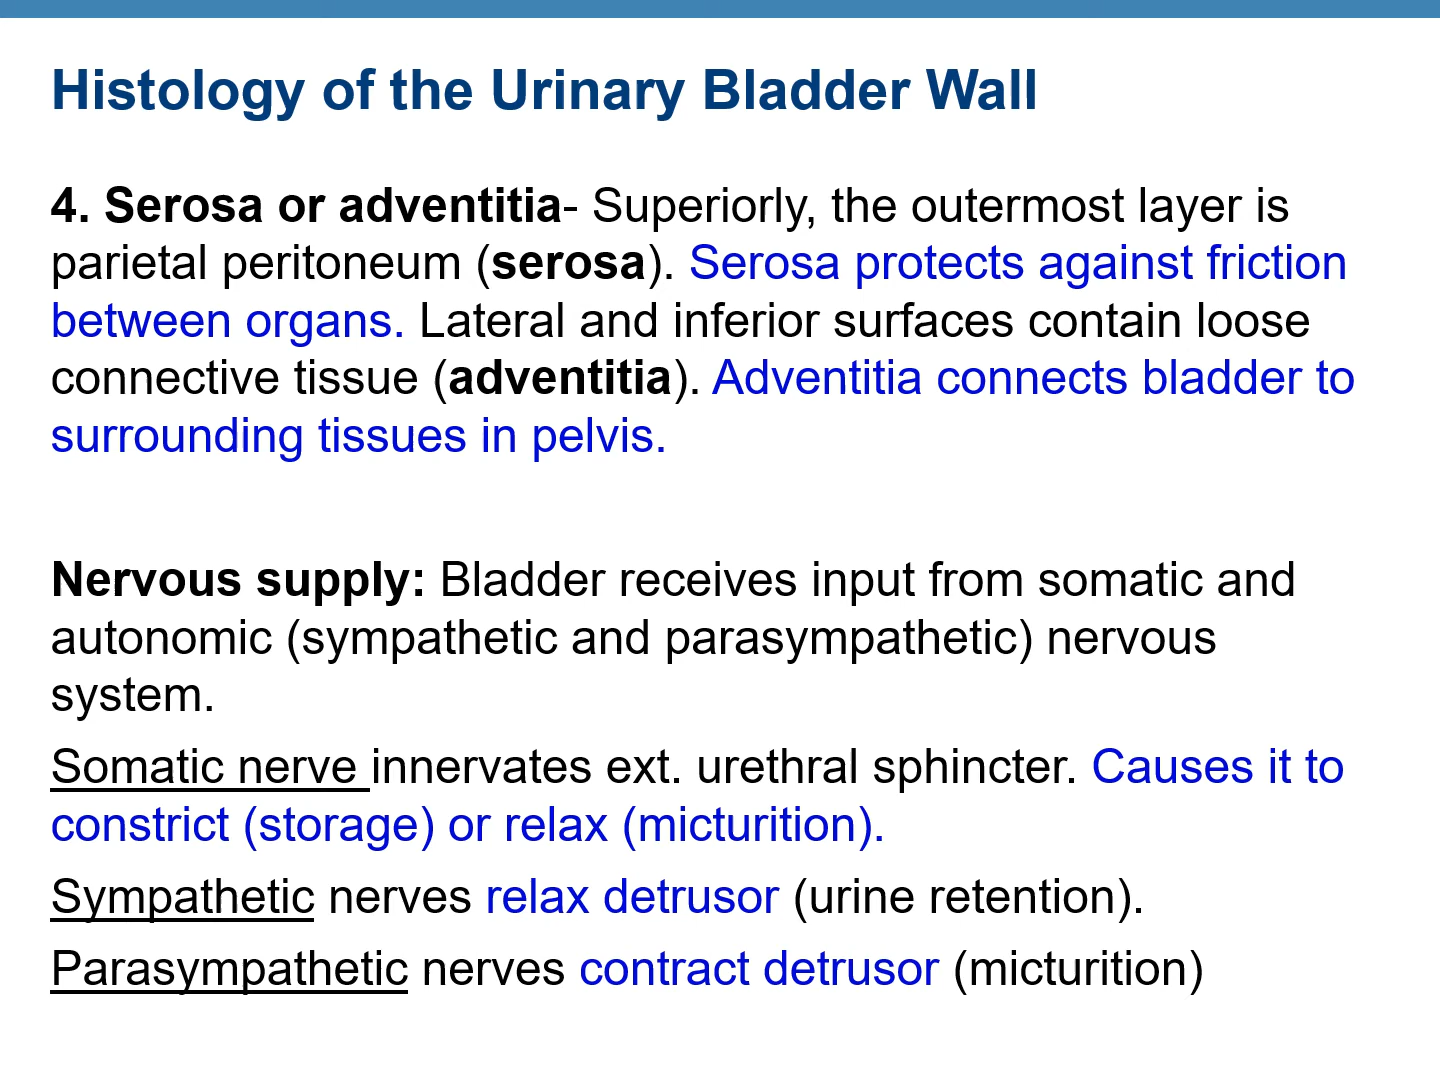 Histology of the Urinary Bladder Wall
4. Serosa or adventitia- Superiorly, the outermost layer is
parietal peritoneum (serosa). Serosa protects against friction
between organs. Lateral and inferior surfaces contain loose
connective tissue (adventitia). Adventitia connects bladder to
surrounding tissues in pelvis.
Nervous supply: Bladder receives input from somatic and
autonomic (sympathetic and parasympathetic) nervous
system.
Somatic nerve innervates ext. urethral sphincter. Causes it to
constrict (storage) or relax (micturition).
Sympathetic nerves relax detrusor (urine retention).
Parasympathetic nerves contract detrusor (micturition)